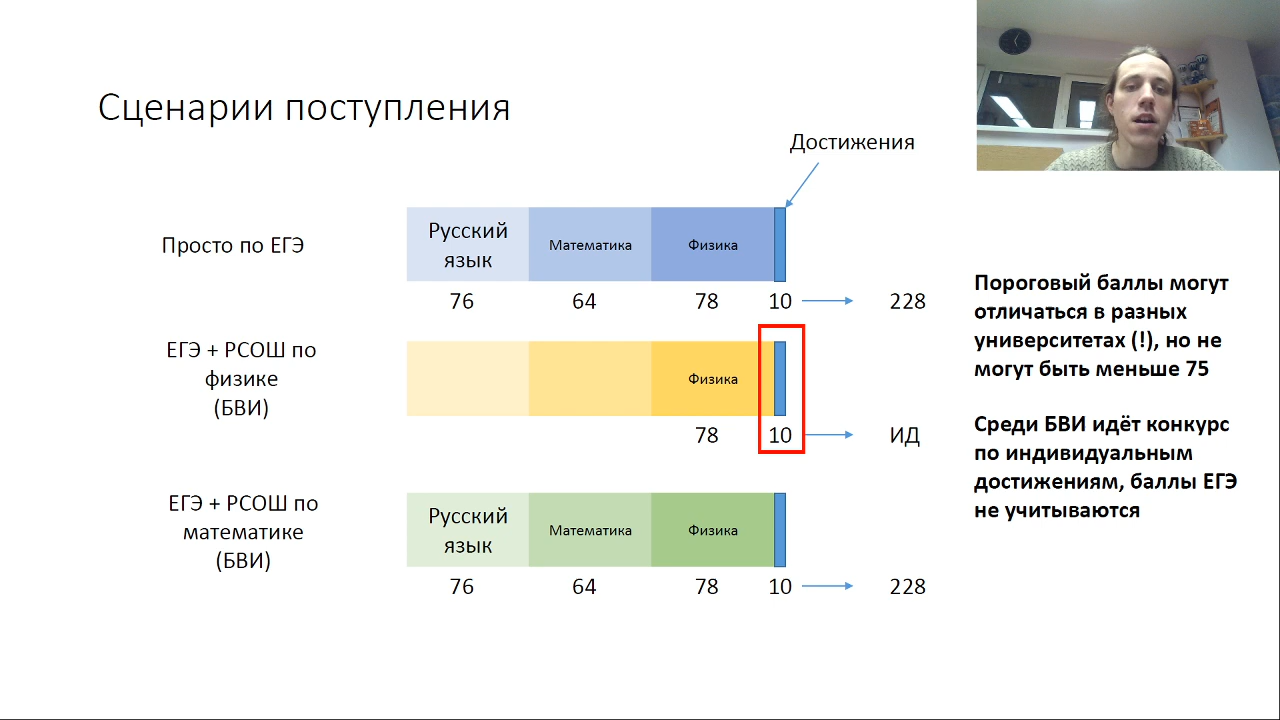 Сценарии поступления
Достижения
Просто по ЕГЭ
Русский
язык
Математика
Физика
76
64
78
10
228
ЕГЭ + РСОШ по
физике
(БВИ)
Физика
78
10
ИД
ЕГЭ + РСОШ по
математике
(БВИ)
Русский
язык
Математика
Физика
76
64
78
10
228
Пороговый баллы могут
отличаться в разных
университетах (!), но не
могут быть меньше 75
Среди БВИ идёт конкурс
по индивидуальным
достижениям, баллы ЕГЭ
не учитываются